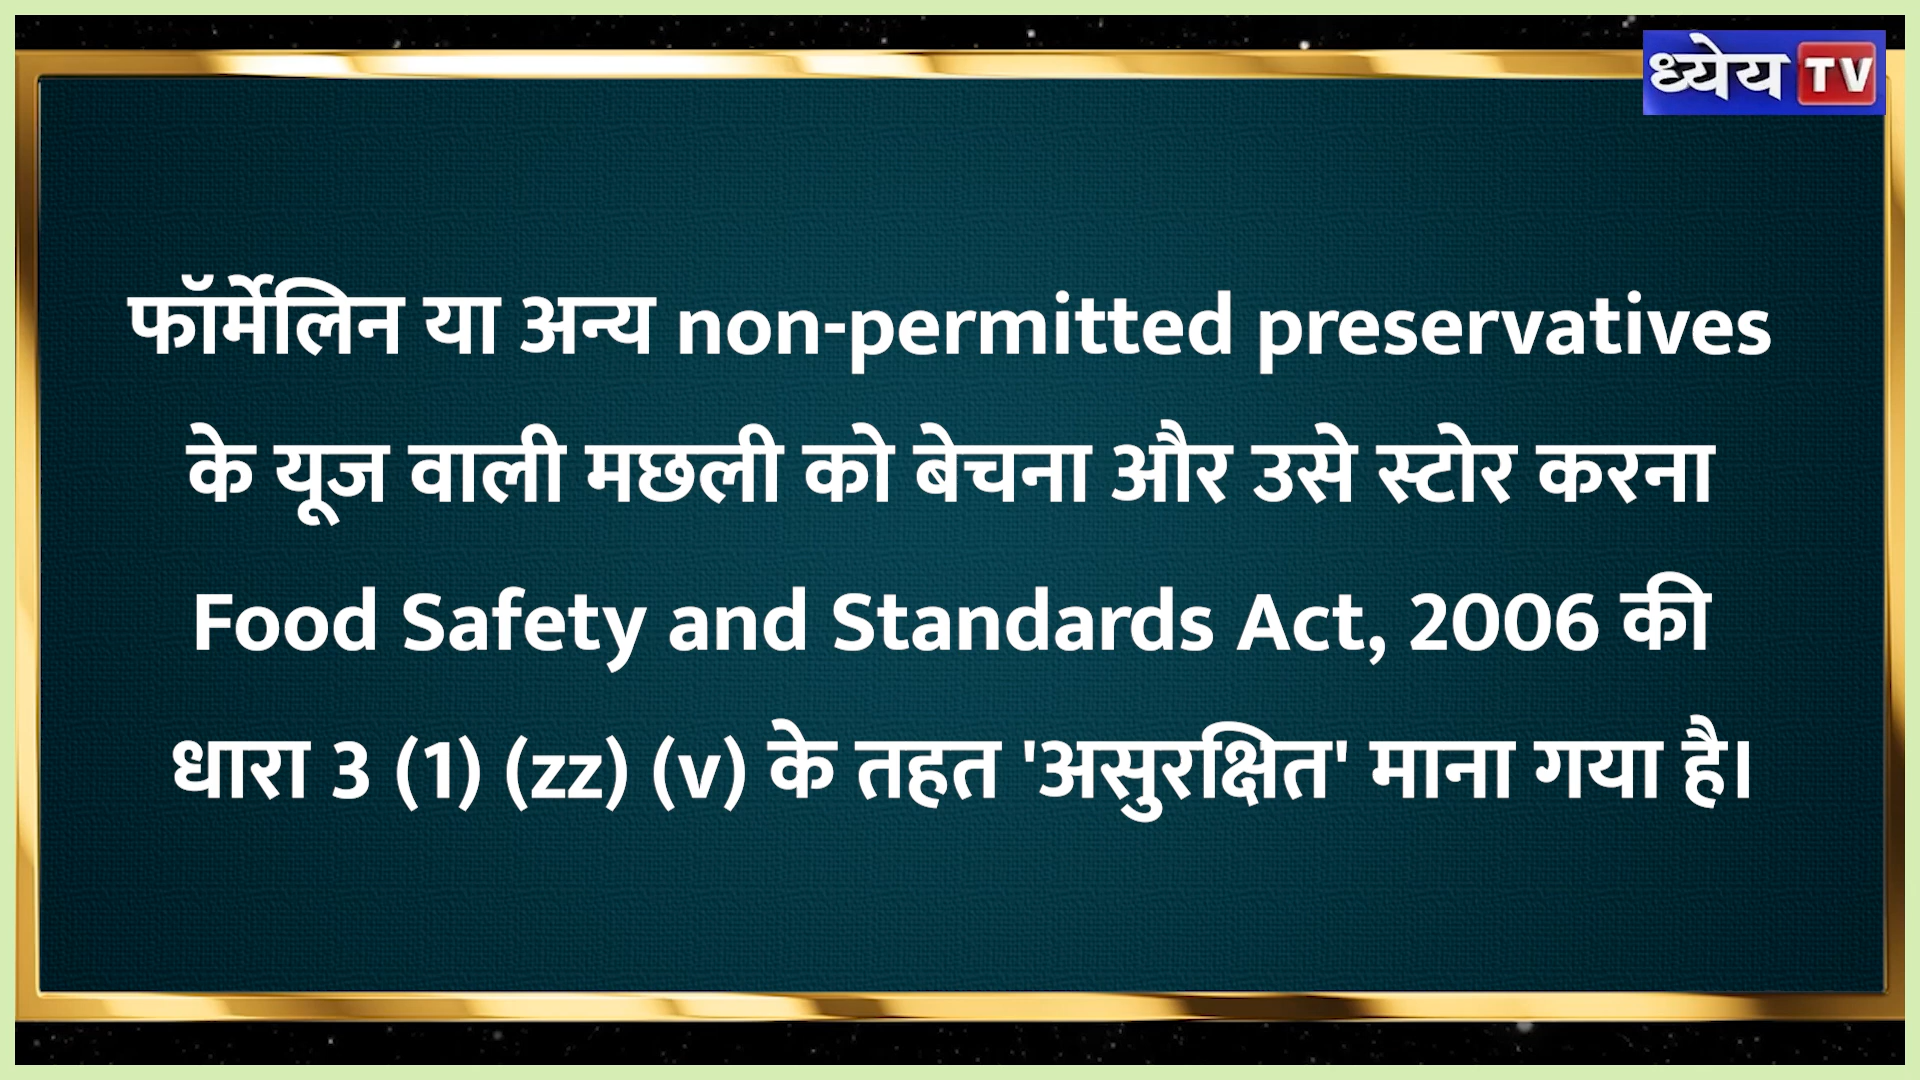 ध्येय TV
फॉर्मेलिन या अन्य non-permitted preservatives
के यूज वाली मछली को बेचना और उसे स्टोर करना
Food Safety and Standards Act, 2006 की
धारा 3 (1) (zz) (v) के तहत 'असुरक्षित' माना गया है।